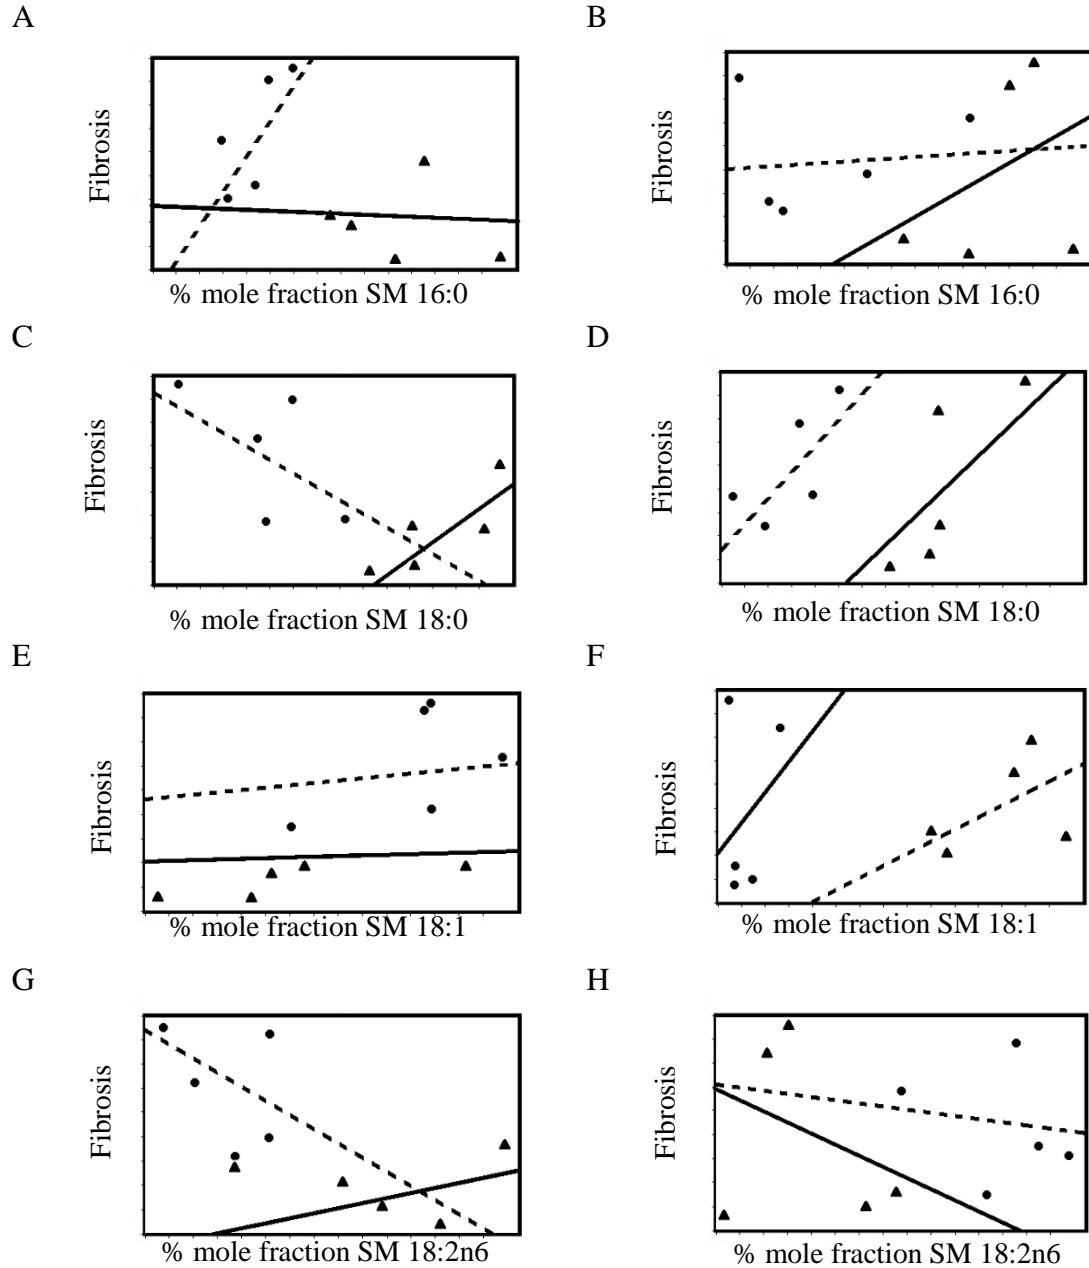 A
B
Fibrosis
Fibrosis
% mole fraction SM 16:0
% mole fraction SM 16:0
C
D
Fibrosis
Fibrosis
% mole fraction SM 18:0
% mole fraction SM 18:0
E
F
Fibrosis
Fibrosis
% mole fraction SM 18:1
% mole fraction SM 18:1
G
H
Fibrosis
Fibrosis
% mole fraction SM 18:2n6
% mole fraction SM 18:2n6